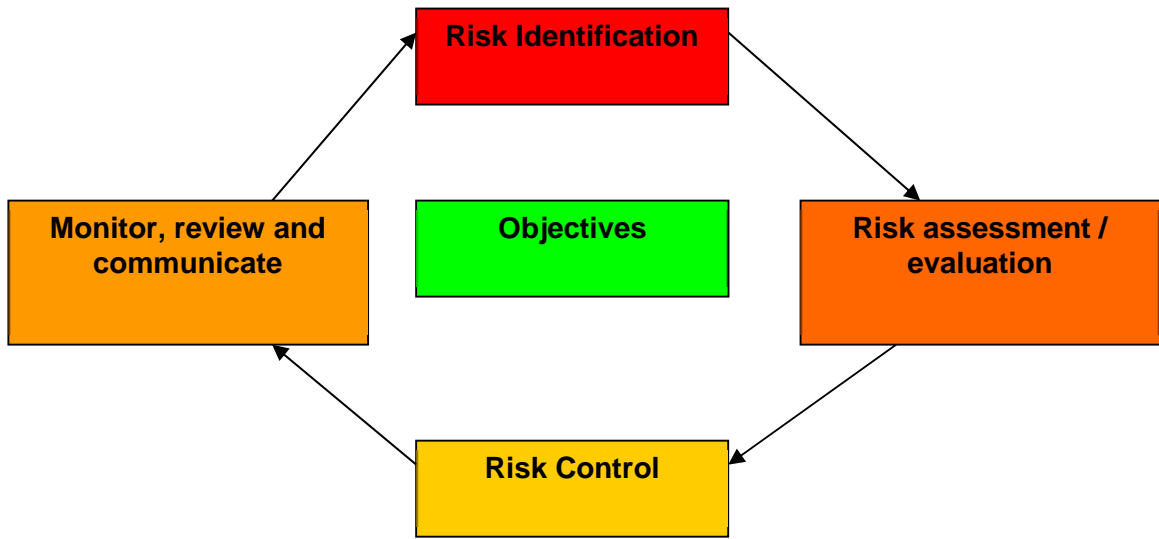 Risk Identification
Monitor, review and
communicate
Objectives
Risk assessment /
evaluation
Risk Control